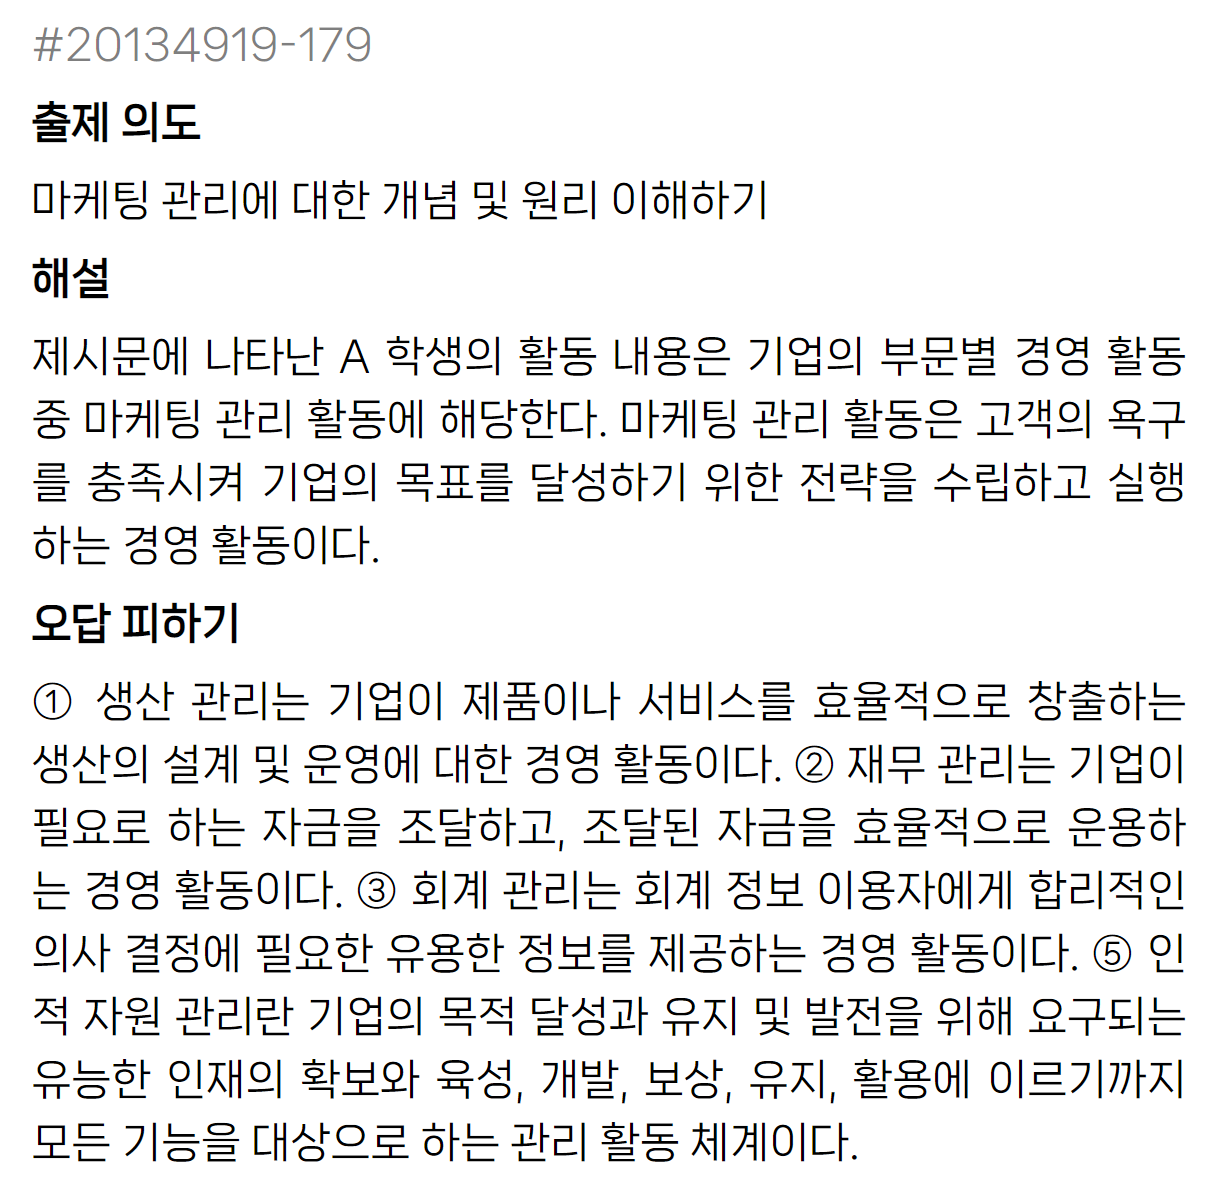 #20134919-179
출제 의도
마케팅 관리에 대한 개념 및 원리 이해하기
해설
제시문에 나타난 A 학생의 활동 내용은 기업의 부문별 경영 활동
중 마케팅 관리 활동에 해당한다. 마케팅 관리 활동은 고객의 욕구
를 충족시켜 기업의 목표를 달성하기 위한 전략을 수립하고 실행
하는 경영 활동이다.
오답 피하기
① 생산 관리는 기업이 제품이나 서비스를 효율적으로 창출하는
생산의 설계 및 운영에 대한 경영 활동이다. ② 재무 관리는 기업이
필요로 하는 자금을 조달하고, 조달된 자금을 효율적으로 운용하
는 경영 활동이다. ③ 회계 관리는 회계 정보 이용자에게 합리적인
의사 결정에 필요한 유용한 정보를 제공하는 경영 활동이다. ⑤ 인
적 자원 관리란 기업의 목적 달성과 유지 및 발전을 위해 요구되는
유능한 인재의 확보와 육성, 개발, 보상, 유지, 활용에 이르기까지
모든 기능을 대상으로 하는 관리 활동 체계이다.